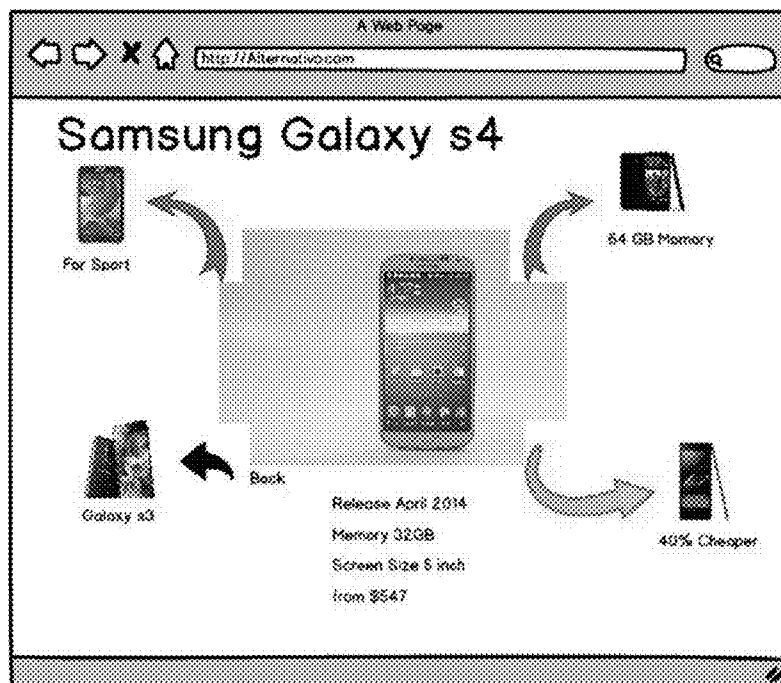 A Web Page
http://Alternativo.com
Samsung Galaxy s4
For Sport
64 GB Memory
Back
Galaxy s3
Release April 2014
Memory 32GB
Screen Size 5 inch
from $547
40% Cheaper